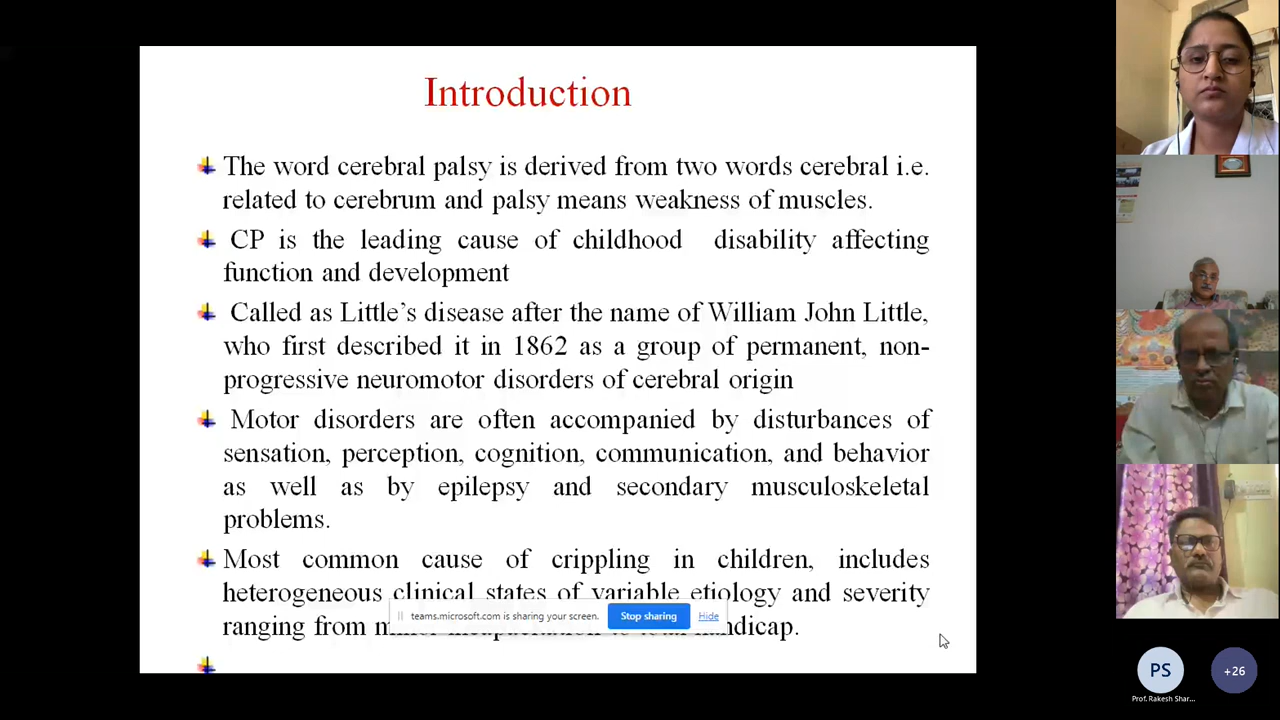 Introduction
The word cerebral palsy is derived from two words cerebral i.e.
related to cerebrum and palsy means weakness of muscles.
CP is the leading cause of childhood disability affecting
function and development
Called as Little's disease after the name of William John Little,
who first described it in 1862 as a group of permanent, non-
progressive neuromotor disorders of cerebral origin
Motor disorders are often accompanied by disturbances of
sensation, perception, cognition, communication, and behavior
as well as by epilepsy and secondary musculoskeletal
problems.
Most common cause of crippling in children, includes
heterogeneous clinical states of variable etiology and severity
teams.microsoft.com is sharing your screen. Stop sharing Hide
ranging from total handicap.
PS
+26
Prof. Rakesh Shar...